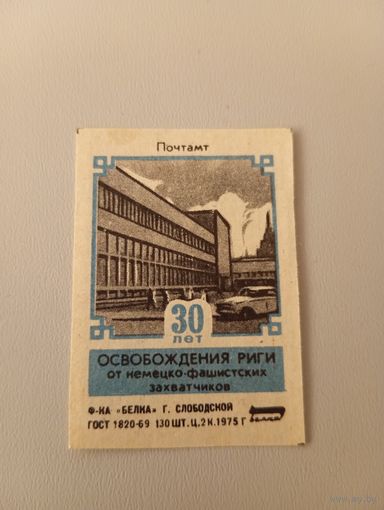 Почтамт
30
лет
ОСВОБОЖДЕНИЯ РИГИ
от немецко-фашистских
захватчиков
Ф-КА «БЕЛКА» Г. СЛОБОДСКОЙ
ГОСТ 1820-69 130 ШТ. Ц. 2 К. 1975 Г
белка